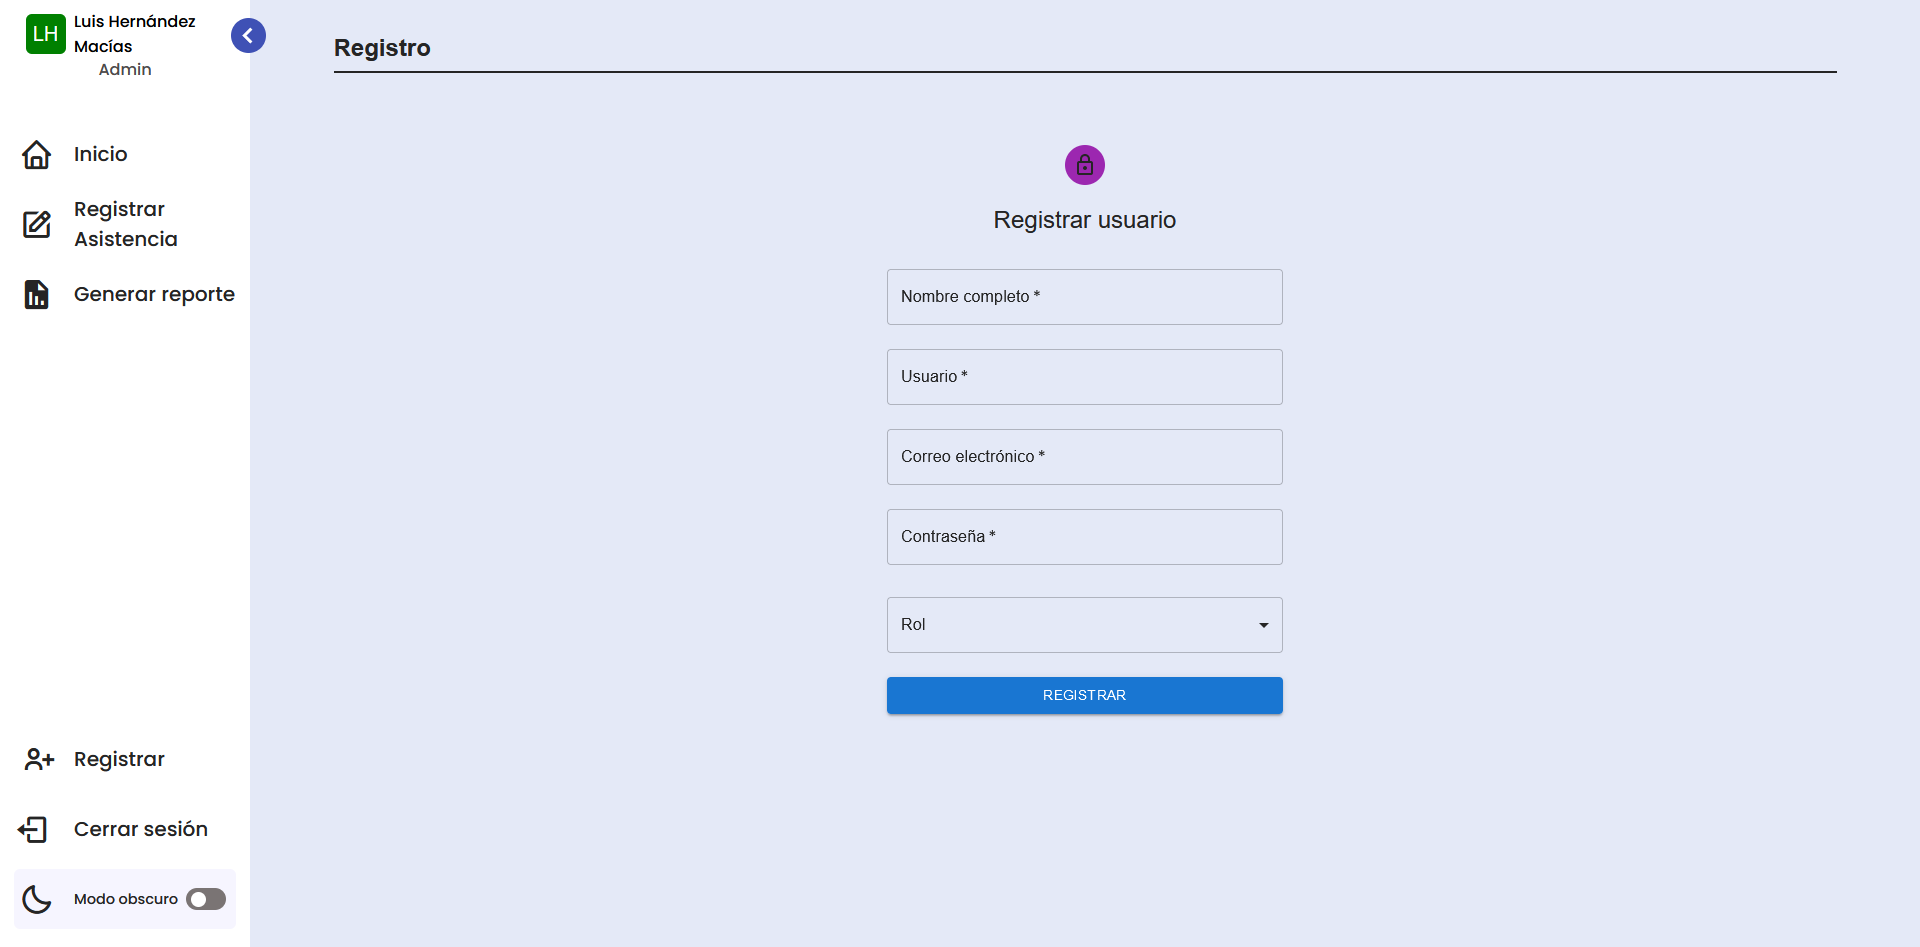 LH
Luis Hernández
Macías
Admin
Inicio
Registrar
Asistencia
Generar reporte
Registrar
Cerrar sesión
Modo obscuro
Registro
Registrar usuario
Nombre completo *
Usuario *
Correo electrónico *
Contraseña *
Rol
REGISTRAR